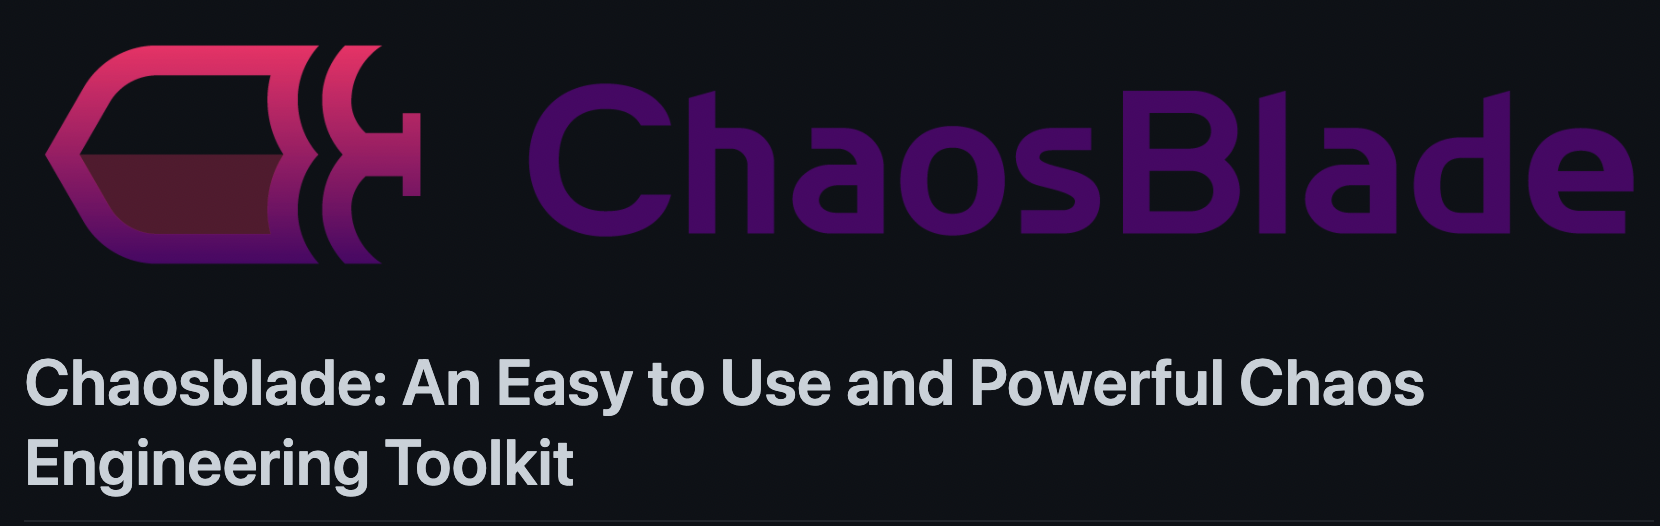 ChaosBlade
Chaosblade: An Easy to Use and Powerful Chaos
Engineering Toolkit